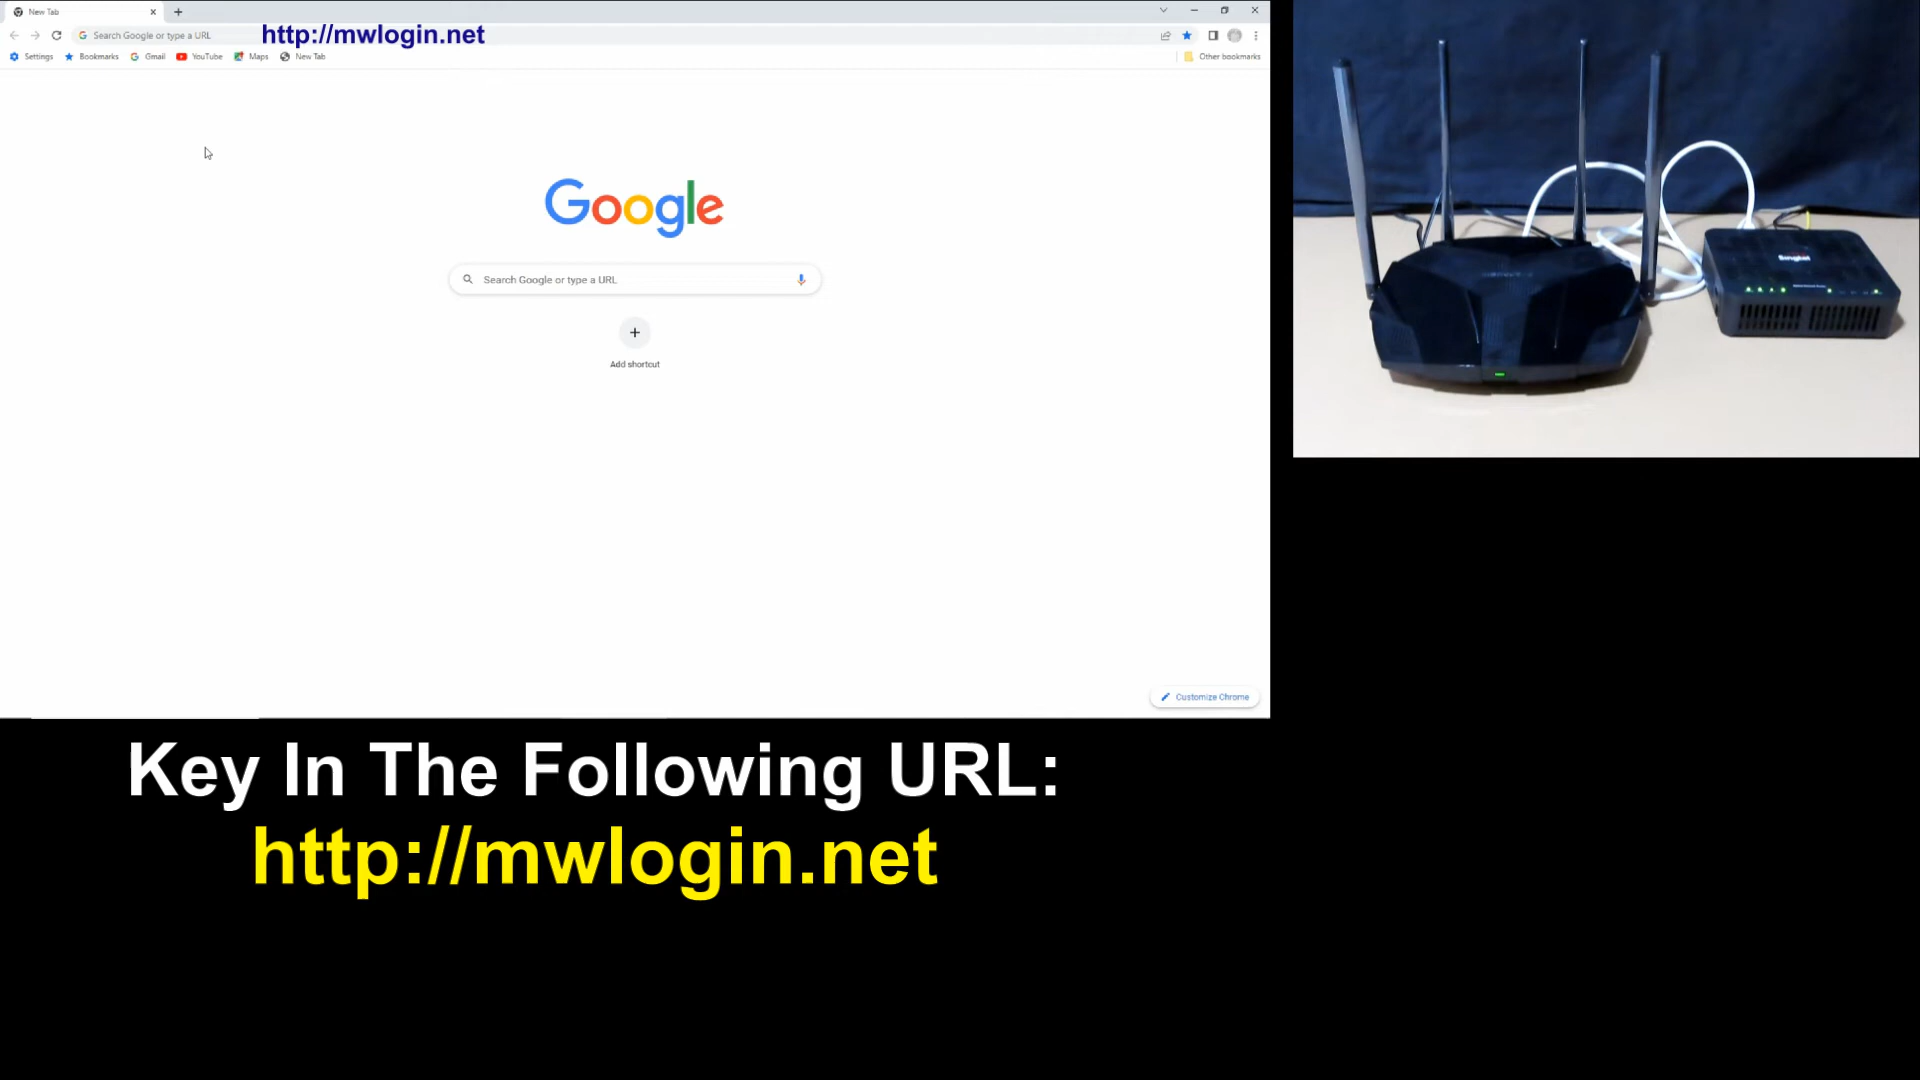 New Tab
Search Google or type a URL
http://mwlogin.net
Settings
Bookmarks
Gmail
YouTube
Maps
New Tab
Other bookmarks
Google
Search Google or type a URL
Add shortcut
Customize Chrome
Singtel
Key In The Following URL:
http://mwlogin.net